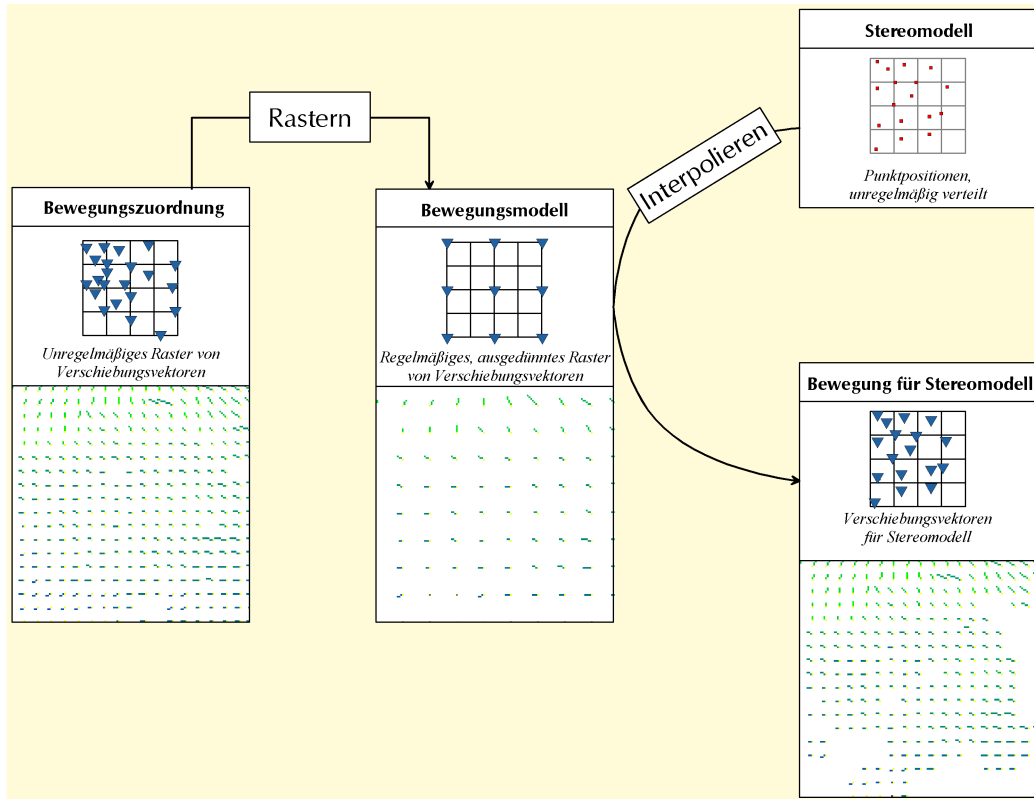 Stereomodell
Punktpositionen,
unregelmäßig verteilt
Rastern
Interpolieren
Bewegungszuordnung
Unregelmäßiges Raster von
Verschiebungsvektoren
Bewegungsmodell
Regelmäßiges, ausgedünntes Raster
von Verschiebungsvektoren
Bewegung für Stereomodell
Verschiebungsvektoren
für Stereomodell